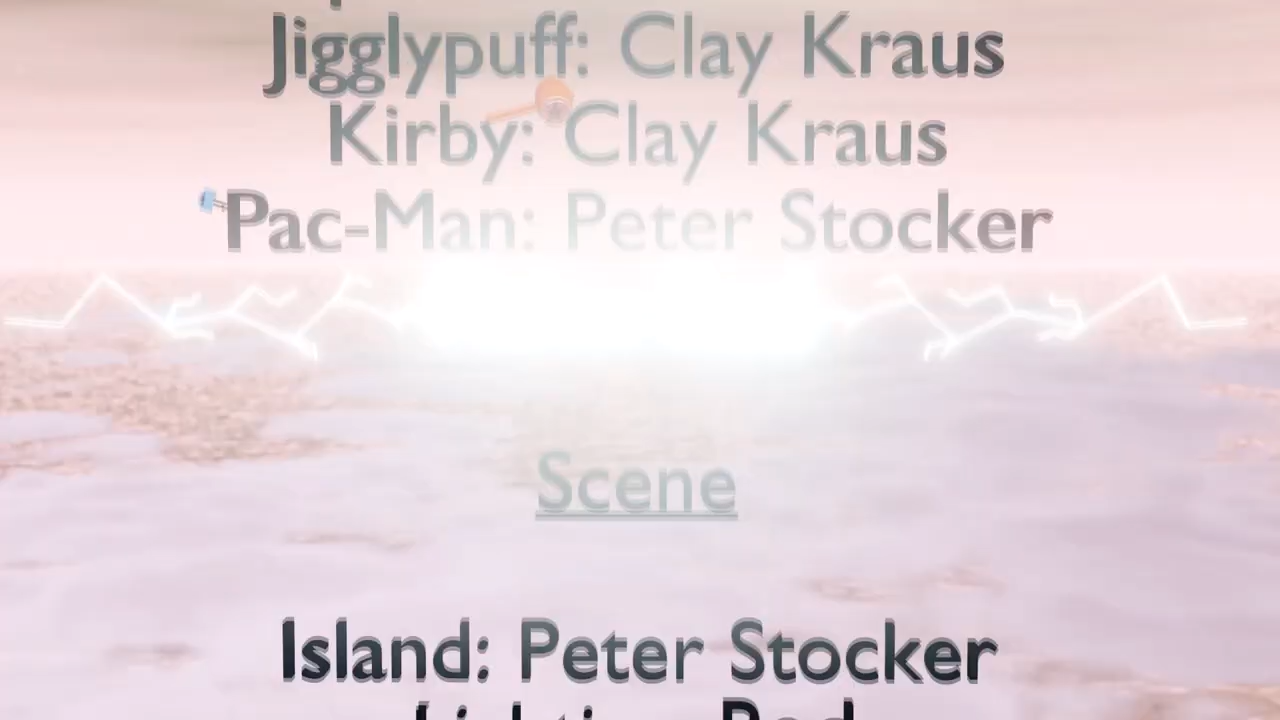 Jigglypuff: Clay Kraus
Kirby: Clay Kraus
Pac-Man: Peter Stocker
Scene
Island: Peter Stocker